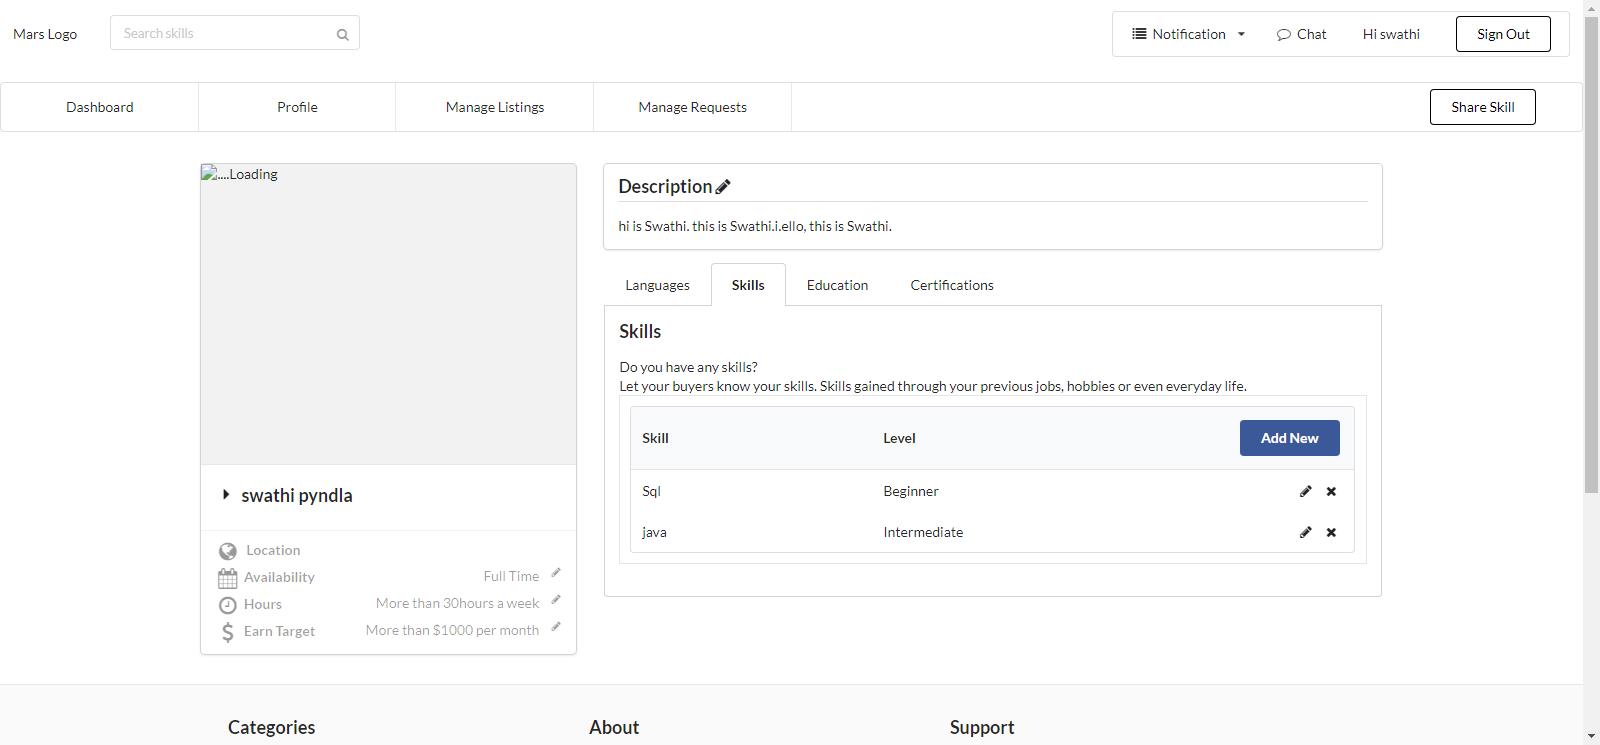 Mars Logo
Search skills
Notification
Chat
Hi swathi
Sign Out
Dashboard
Profile
Manage Listings
Manage Requests
Share Skill
....Loading
swathi pyndla
Location
Availability
Full Time
Hours
More than 30hours a week
Earn Target
More than $1000 per month
Description
hi is Swathi. this is Swathi.i.ello, this is Swathi.
Languages
Skills
Education
Certifications
Skills
Do you have any skills?
Let your buyers know your skills. Skills gained through your previous jobs, hobbies or even everyday life.
Skill
Level
Add New
Sql
Beginner
java
Intermediate
Categories
About
Support